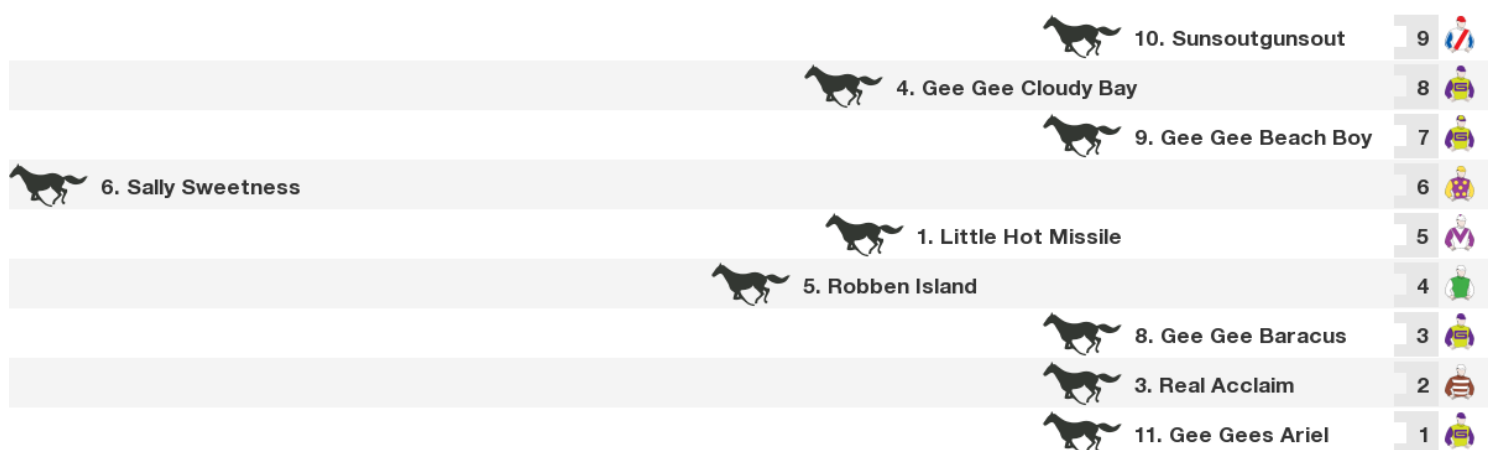 10. Sunsoutgunsout 9
4. Gee Gee Cloudy Bay 8
9. Gee Gee Beach Boy 7
6. Sally Sweetness 6
1. Little Hot Missile 5
5. Robben Island 4
8. Gee Gee Baracus 3
3. Real Acclaim 2
11. Gee Gees Ariel 1